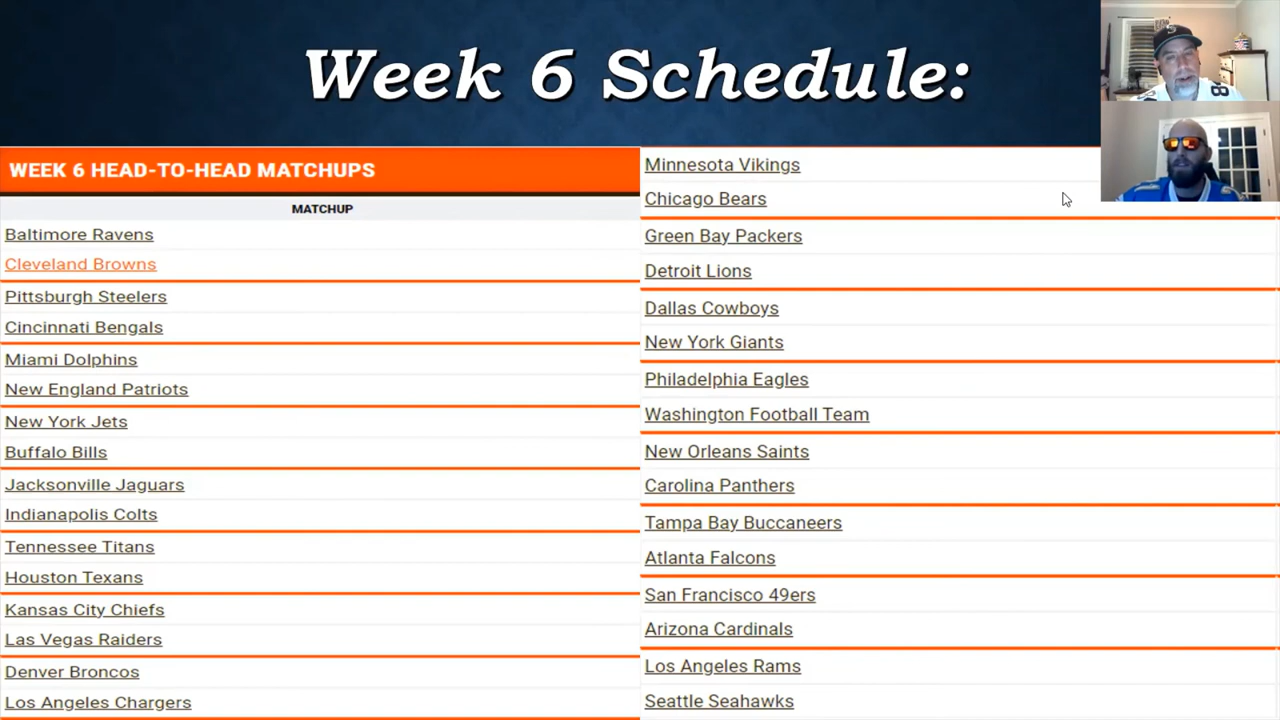 Week 6 Schedule:
WEEK 6 HEAD-TO-HEAD MATCHUPS
MATCHUP
Baltimore Ravens
Cleveland Browns
Pittsburgh Steelers
Cincinnati Bengals
Miami Dolphins
New England Patriots
New York Jets
Buffalo Bills
Jacksonville Jaguars
Indianapolis Colts
Tennessee Titans
Houston Texans
Kansas City Chiefs
Las Vegas Raiders
Denver Broncos
Los Angeles Chargers
Minnesota Vikings
Chicago Bears
Green Bay Packers
Detroit Lions
Dallas Cowboys
New York Giants
Philadelphia Eagles
Washington Football Team
New Orleans Saints
Carolina Panthers
Tampa Bay Buccaneers
Atlanta Falcons
San Francisco 49ers
Arizona Cardinals
Los Angeles Rams
Seattle Seahawks
8